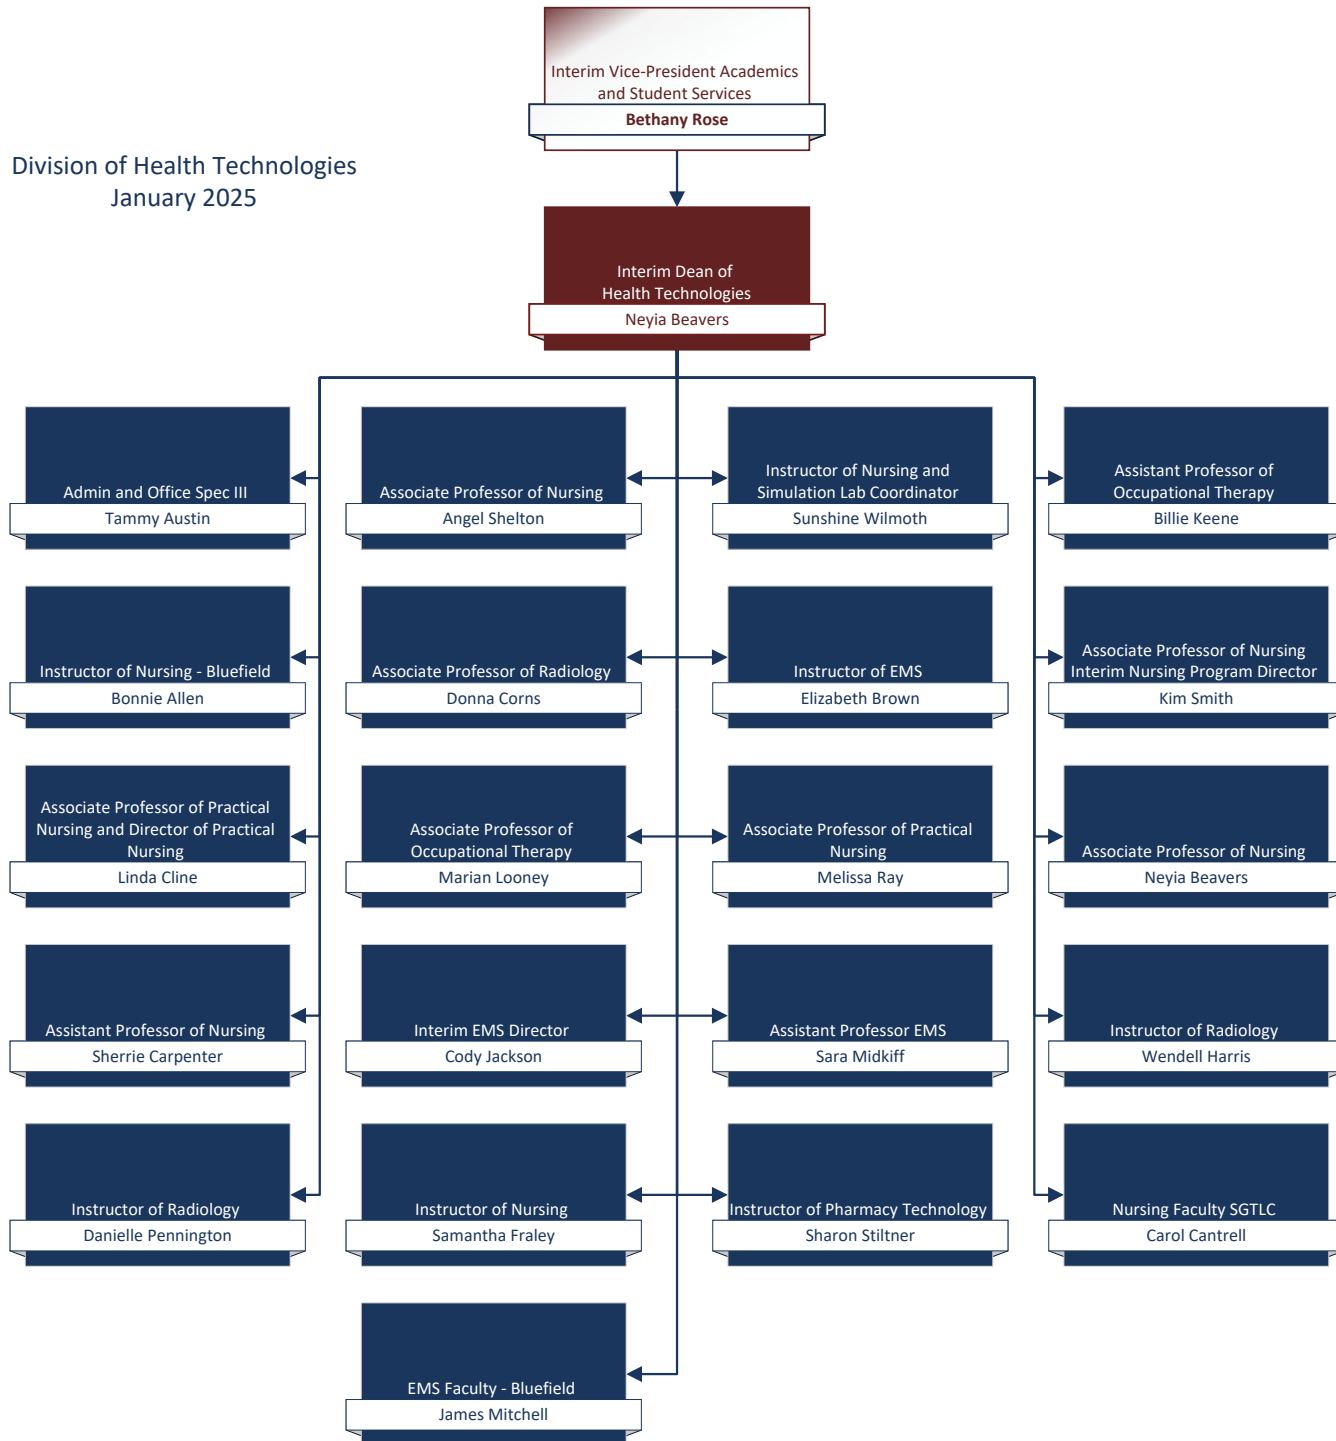 Interim Vice-President Academics
and Student Services
Bethany Rose
Division of Health Technologies
January 2025
Interim Dean of
Health Technologies
Neyia Beavers
Admin and Office Spec III
Tammy Austin
Associate Professor of Nursing
Angel Shelton
Instructor of Nursing and
Simulation Lab Coordinator
Sunshine Wilmoth
Assistant Professor of
Occupational Therapy
Billie Keene
Instructor of Nursing - Bluefield
Bonnie Allen
Associate Professor of Radiology
Donna Corns
Instructor of EMS
Elizabeth Brown
Associate Professor of Nursing
Interim Nursing Program Director
Kim Smith
Associate Professor of Practical
Nursing and Director of Practical
Nursing
Linda Cline
Associate Professor of
Occupational Therapy
Marian Looney
Associate Professor of Practical
Nursing
Melissa Ray
Associate Professor of Nursing
Neyia Beavers
Assistant Professor of Nursing
Sherrie Carpenter
Interim EMS Director
Cody Jackson
Assistant Professor EMS
Sara Midkiff
Instructor of Radiology
Wendell Harris
Instructor of Radiology
Danielle Pennington
Instructor of Nursing
Samantha Fraley
Instructor of Pharmacy Technology
Sharon Stiltner
Nursing Faculty SGTLC
Carol Cantrell
EMS Faculty - Bluefield
James Mitchell